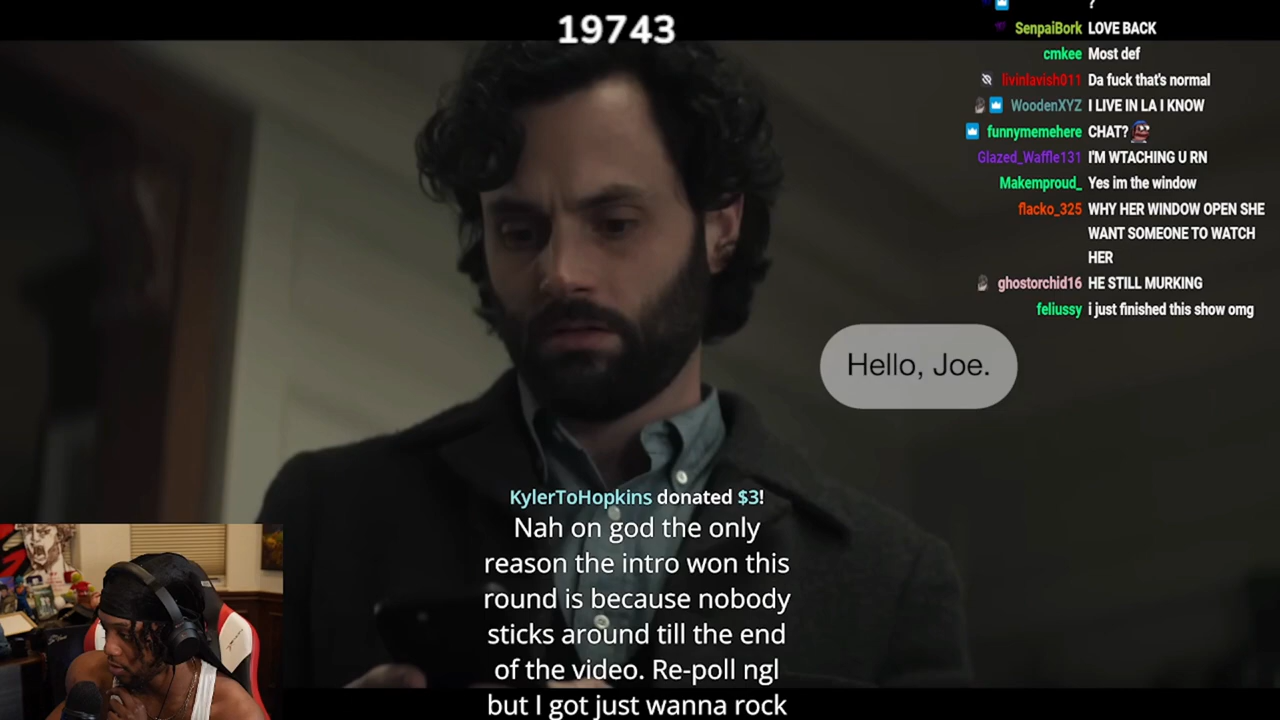 19743
?
SenpaiBork LOVE BACK
cmkee Most def
livinlavish011 Da fuck that's normal
WoodenXYZ I LIVE IN LA I KNOW
funnymemehere CHAT?
Glazed_Waffle131 I'M WTACHING U RN
Makemproud_ Yes im the window
flacko_325 WHY HER WINDOW OPEN SHE
WANT SOMEONE TO WATCH
HER
ghostorchid16 HE STILL MURKING
feliussy i just finished this show omg
Hello, Joe.
KylerToHopkins donated $3!
Nah on god the only
reason the intro won this
round is because nobody
sticks around till the end
of the video. Re-poll ngl
but I got just wanna rock